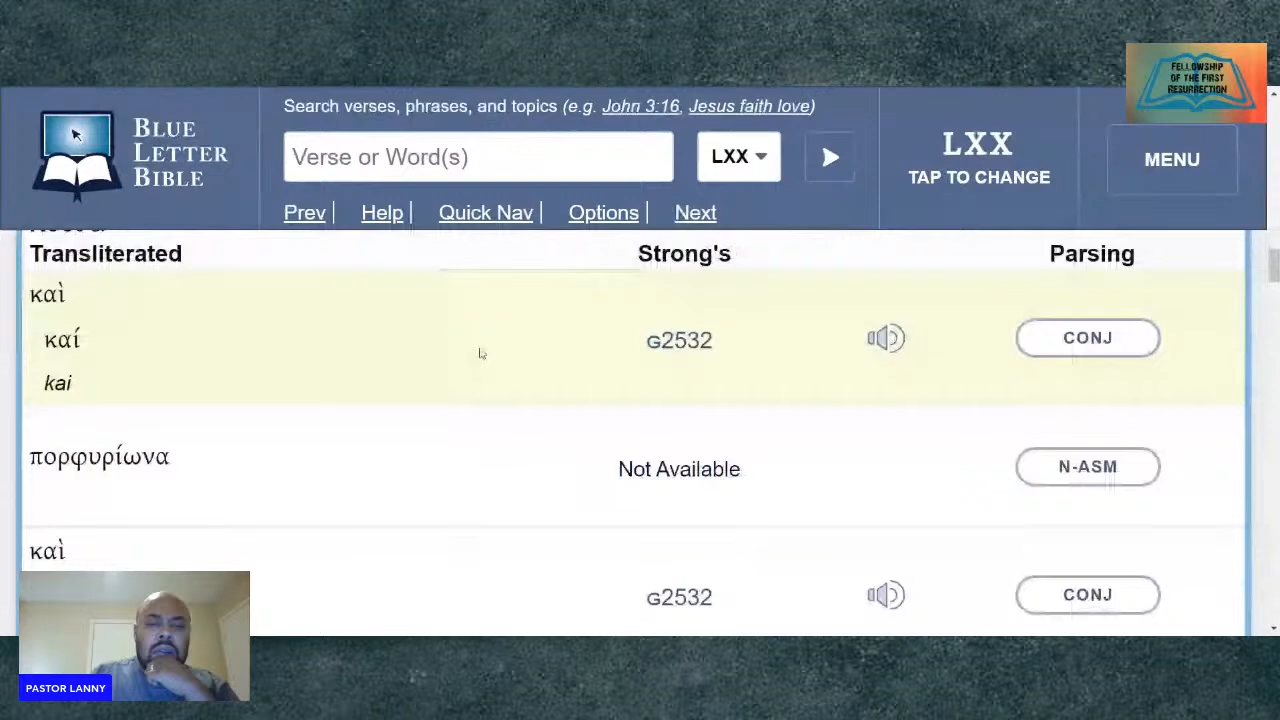 FELLOWSHIP
OF THE FIRST
RESURRECTION
Search verses, phrases, and topics (e.g. John 3:16, Jesus faith love)
BLUE
LETTER
BIBLE
Verse or Word(s)
LXX
LXX
TAP TO CHANGE
MENU
Prev | Help | Quick Nav | Options | Next
Transliterated Strong's Parsing
καὶ
καί G2532 CONJ
kai
πορφυρίωνα Not Available N-ASM
καὶ
G2532 CONJ
PASTOR LANNY